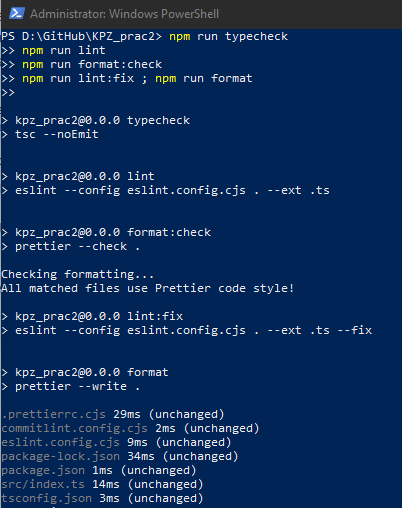 Administrator: Windows PowerShell
PS D:\GitHub\KPZ_prac2> npm run typecheck
>> npm run lint
>> npm run format:check
>> npm run lint:fix ; npm run format
>>
> kpz_prac2@0.0.0 typecheck
> tsc --noEmit
> kpz_prac2@0.0.0 lint
> eslint --config eslint.config.cjs . --ext .ts
> kpz_prac2@0.0.0 format:check
> prettier --check .
Checking formatting...
All matched files use Prettier code style!
> kpz_prac2@0.0.0 lint:fix
> eslint --config eslint.config.cjs . --ext .ts --fix
> kpz_prac2@0.0.0 format
> prettier --write .
.prettierrc.cjs 29ms (unchanged)
commitlint.config.cjs 2ms (unchanged)
eslint.config.cjs 9ms (unchanged)
package-lock.json 34ms (unchanged)
package.json 1ms (unchanged)
src/index.ts 14ms (unchanged)
tsconfig.json 3ms (unchanged)